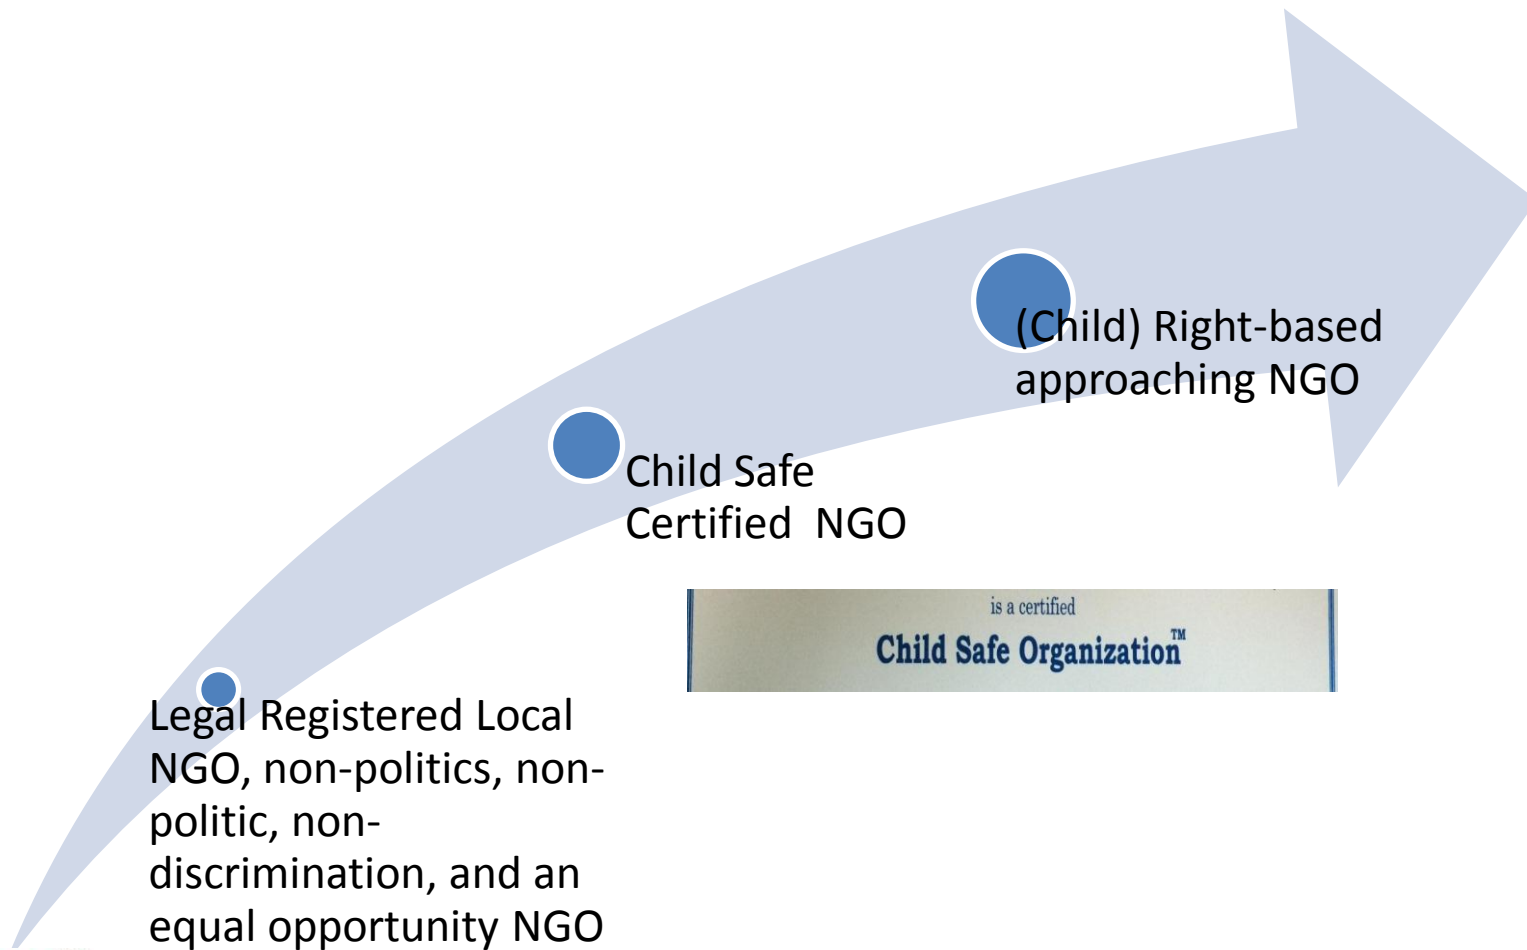 (Child) Right-based
approaching NGO
Child Safe
Certified  NGO
is a certified
Child Safe Organization™
Legal Registered Local
NGO, non-politics, non-
politic, non-
discrimination, and an
equal opportunity NGO